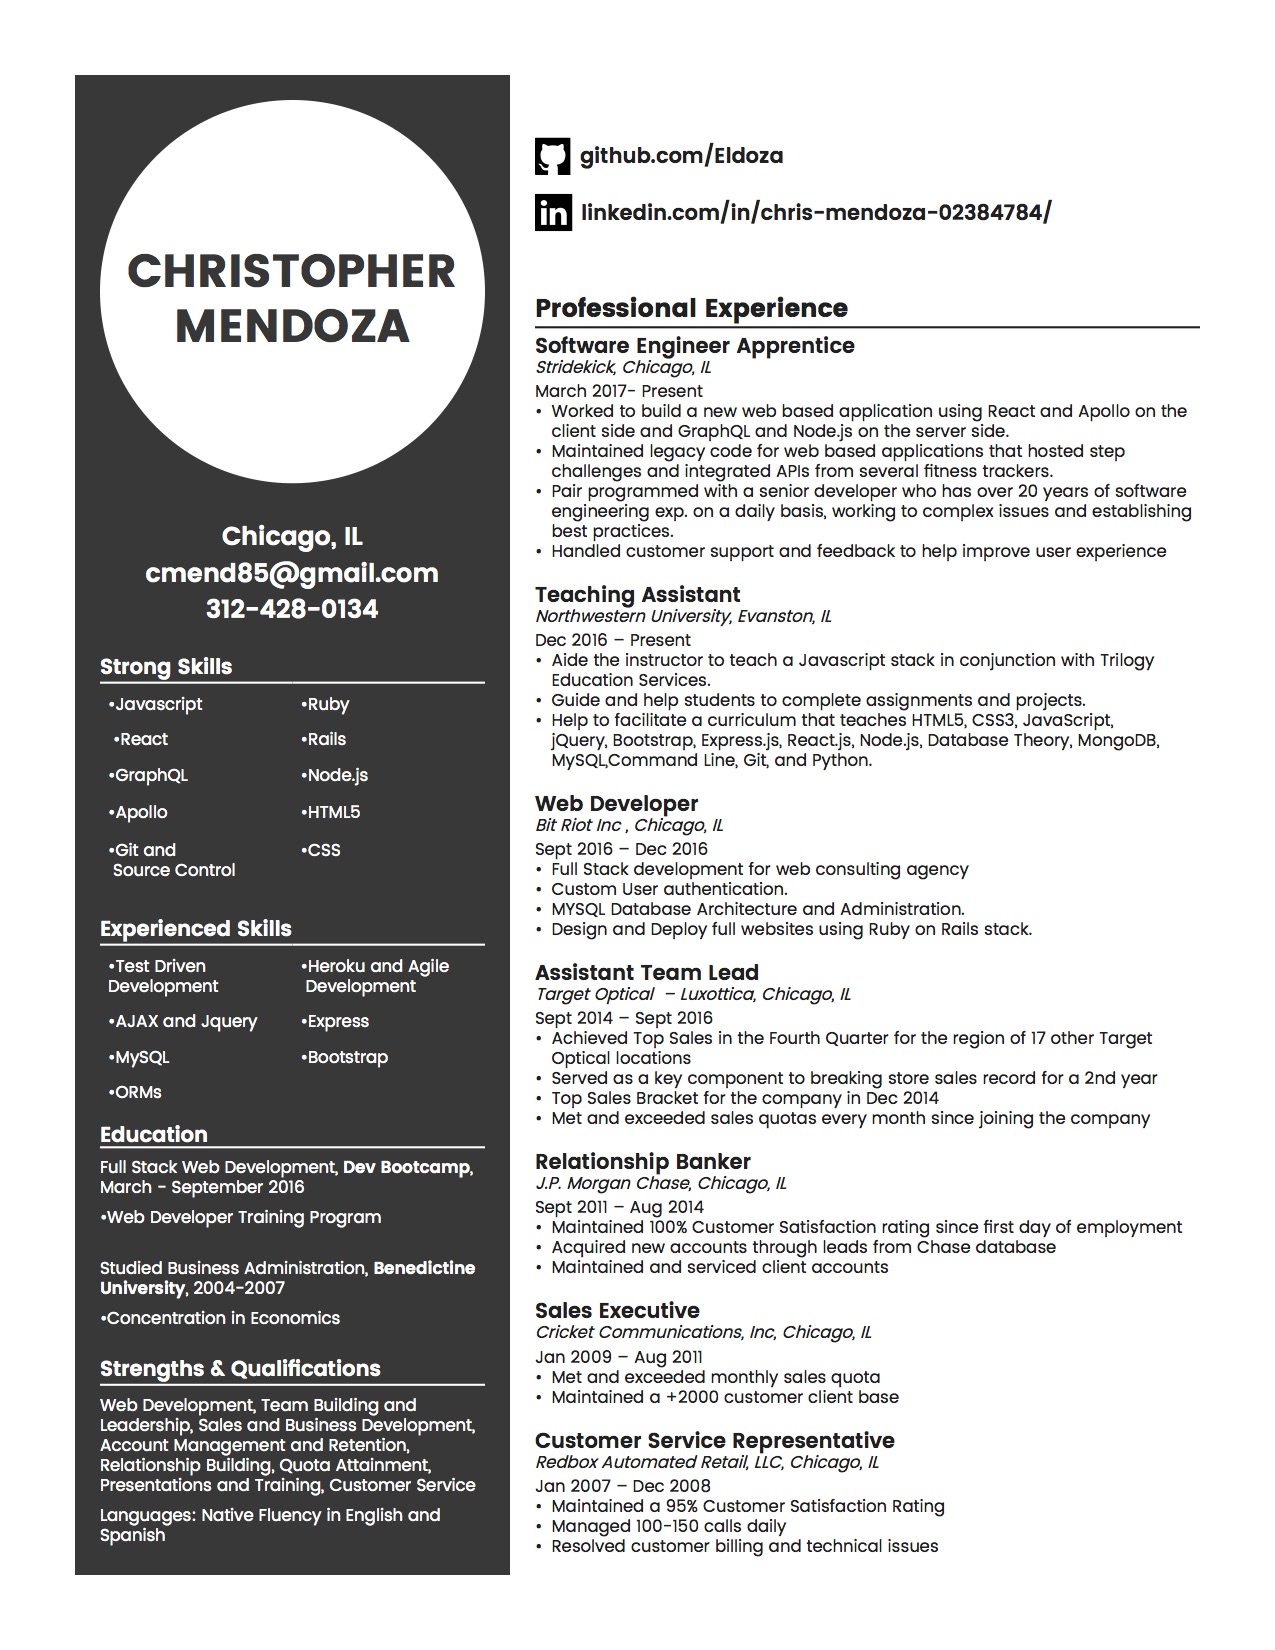 CHRISTOPHER
MENDOZA
Chicago, IL
cmend85@gmail.com
312-428-0134
Strong Skills
•Javascript
•Ruby
•React
•Rails
•GraphQL
•Node.js
•Apollo
•HTML5
•Git and
Source Control
•CSS
Experienced Skills
•Test Driven
Development
•Heroku and Agile
Development
•AJAX and Jquery
•Express
•MySQL
•Bootstrap
•ORMs
Education
Full Stack Web Development, Dev Bootcamp,
March - September 2016
•Web Developer Training Program
Studied Business Administration, Benedictine
University, 2004-2007
•Concentration in Economics
Strengths & Qualifications
Web Development, Team Building and
Leadership, Sales and Business Development,
Account Management and Retention,
Relationship Building, Quota Attainment,
Presentations and Training, Customer Service
Languages: Native Fluency in English and
Spanish
github.com/Eldoza
in linkedin.com/in/chris-mendoza-02384784/
Professional Experience
Software Engineer Apprentice
Stridekick, Chicago, IL
March 2017- Present
• Worked to build a new web based application using React and Apollo on the
client side and GraphQL and Node.js on the server side.
• Maintained legacy code for web based applications that hosted step
challenges and integrated APIs from several fitness trackers.
• Pair programmed with a senior developer who has over 20 years of software
engineering exp. on a daily basis, working to complex issues and establishing
best practices.
• Handled customer support and feedback to help improve user experience
Teaching Assistant
Northwestern University, Evanston, IL
Dec 2016 – Present
• Aide the instructor to teach a Javascript stack in conjunction with Trilogy
Education Services.
• Guide and help students to complete assignments and projects.
• Help to facilitate a curriculum that teaches HTML5, CSS3, JavaScript,
jQuery, Bootstrap, Express.js, React.js, Node.js, Database Theory, MongoDB,
MySQL,Command Line, Git, and Python.
Web Developer
Bit Riot Inc , Chicago, IL
Sept 2016 – Dec 2016
• Full Stack development for web consulting agency
• Custom User authentication.
• MYSQL Database Architecture and Administration.
• Design and Deploy full websites using Ruby on Rails stack.
Assistant Team Lead
Target Optical – Luxottica, Chicago, IL
Sept 2014 – Sept 2016
• Achieved Top Sales in the Fourth Quarter for the region of 17 other Target
Optical locations
• Served as a key component to breaking store sales record for a 2nd year
• Top Sales Bracket for the company in Dec 2014
• Met and exceeded sales quotas every month since joining the company
Relationship Banker
J.P. Morgan Chase, Chicago, IL
Sept 2011 – Aug 2014
• Maintained 100% Customer Satisfaction rating since first day of employment
• Acquired new accounts through leads from Chase database
• Maintained and serviced client accounts
Sales Executive
Cricket Communications, Inc, Chicago, IL
Jan 2009 – Aug 2011
• Met and exceeded monthly sales quota
• Maintained a +2000 customer client base
Customer Service Representative
Redbox Automated Retail, LLC, Chicago, IL
Jan 2007 – Dec 2008
• Maintained a 95% Customer Satisfaction Rating
• Managed 100-150 calls daily
• Resolved customer billing and technical issues